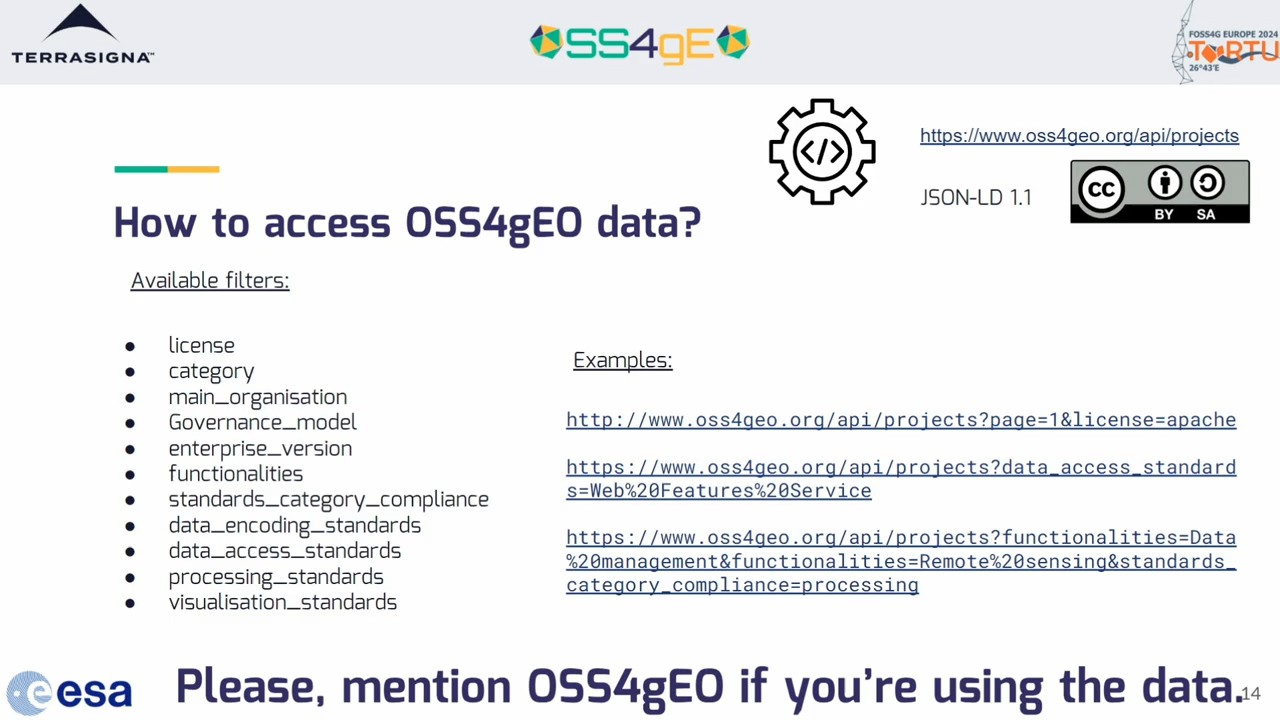 TERRASIGNA™
OSS4gEO
FOSS4G EUROPE 2024
TARTU
26°43'E
</>
https://www.oss4geo.org/api/projects
JSON-LD 1.1
CC
BY SA
How to access OSS4gEO data?
Available filters:
● license
● category
● main_organisation
● Governance_model
● enterprise_version
● functionalities
● standards_category_compliance
● data_encoding_standards
● data_access_standards
● processing_standards
● visualisation_standards
Examples:
http://www.oss4geo.org/api/projects?page=1&license=apache
https://www.oss4geo.org/api/projects?data_access_standard
s=Web%20Features%20Service
https://www.oss4geo.org/api/projects?functionalities=Data
%20management&functionalities=Remote%20sensing&standards_
category_compliance=processing
esa
Please, mention OSS4gEO if you're using the data.
14